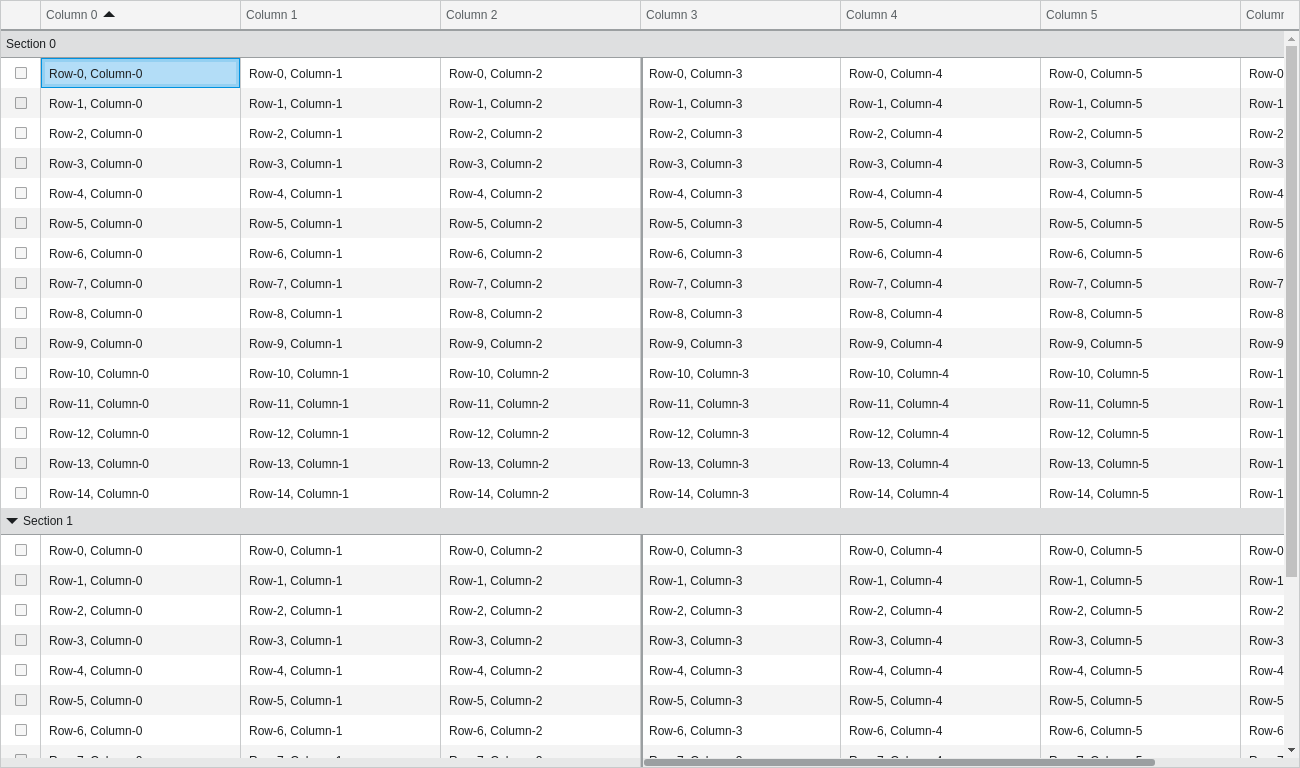 Column 0 Column 1 Column 2 Column 3 Column 4 Column 5 Column
Section 0
Row-0, Column-0 Row-0, Column-1 Row-0, Column-2 Row-0, Column-3 Row-0, Column-4 Row-0, Column-5 Row-0
Row-1, Column-0 Row-1, Column-1 Row-1, Column-2 Row-1, Column-3 Row-1, Column-4 Row-1, Column-5 Row-1
Row-2, Column-0 Row-2, Column-1 Row-2, Column-2 Row-2, Column-3 Row-2, Column-4 Row-2, Column-5 Row-2
Row-3, Column-0 Row-3, Column-1 Row-3, Column-2 Row-3, Column-3 Row-3, Column-4 Row-3, Column-5 Row-3
Row-4, Column-0 Row-4, Column-1 Row-4, Column-2 Row-4, Column-3 Row-4, Column-4 Row-4, Column-5 Row-4
Row-5, Column-0 Row-5, Column-1 Row-5, Column-2 Row-5, Column-3 Row-5, Column-4 Row-5, Column-5 Row-5
Row-6, Column-0 Row-6, Column-1 Row-6, Column-2 Row-6, Column-3 Row-6, Column-4 Row-6, Column-5 Row-6
Row-7, Column-0 Row-7, Column-1 Row-7, Column-2 Row-7, Column-3 Row-7, Column-4 Row-7, Column-5 Row-7
Row-8, Column-0 Row-8, Column-1 Row-8, Column-2 Row-8, Column-3 Row-8, Column-4 Row-8, Column-5 Row-8
Row-9, Column-0 Row-9, Column-1 Row-9, Column-2 Row-9, Column-3 Row-9, Column-4 Row-9, Column-5 Row-9
Row-10, Column-0 Row-10, Column-1 Row-10, Column-2 Row-10, Column-3 Row-10, Column-4 Row-10, Column-5 Row-1
Row-11, Column-0 Row-11, Column-1 Row-11, Column-2 Row-11, Column-3 Row-11, Column-4 Row-11, Column-5 Row-1
Row-12, Column-0 Row-12, Column-1 Row-12, Column-2 Row-12, Column-3 Row-12, Column-4 Row-12, Column-5 Row-1
Row-13, Column-0 Row-13, Column-1 Row-13, Column-2 Row-13, Column-3 Row-13, Column-4 Row-13, Column-5 Row-1
Row-14, Column-0 Row-14, Column-1 Row-14, Column-2 Row-14, Column-3 Row-14, Column-4 Row-14, Column-5 Row-1
Section 1
Row-0, Column-0 Row-0, Column-1 Row-0, Column-2 Row-0, Column-3 Row-0, Column-4 Row-0, Column-5 Row-0
Row-1, Column-0 Row-1, Column-1 Row-1, Column-2 Row-1, Column-3 Row-1, Column-4 Row-1, Column-5 Row-1
Row-2, Column-0 Row-2, Column-1 Row-2, Column-2 Row-2, Column-3 Row-2, Column-4 Row-2, Column-5 Row-2
Row-3, Column-0 Row-3, Column-1 Row-3, Column-2 Row-3, Column-3 Row-3, Column-4 Row-3, Column-5 Row-3
Row-4, Column-0 Row-4, Column-1 Row-4, Column-2 Row-4, Column-3 Row-4, Column-4 Row-4, Column-5 Row-4
Row-5, Column-0 Row-5, Column-1 Row-5, Column-2 Row-5, Column-3 Row-5, Column-4 Row-5, Column-5 Row-5
Row-6, Column-0 Row-6, Column-1 Row-6, Column-2 Row-6, Column-3 Row-6, Column-4 Row-6, Column-5 Row-6